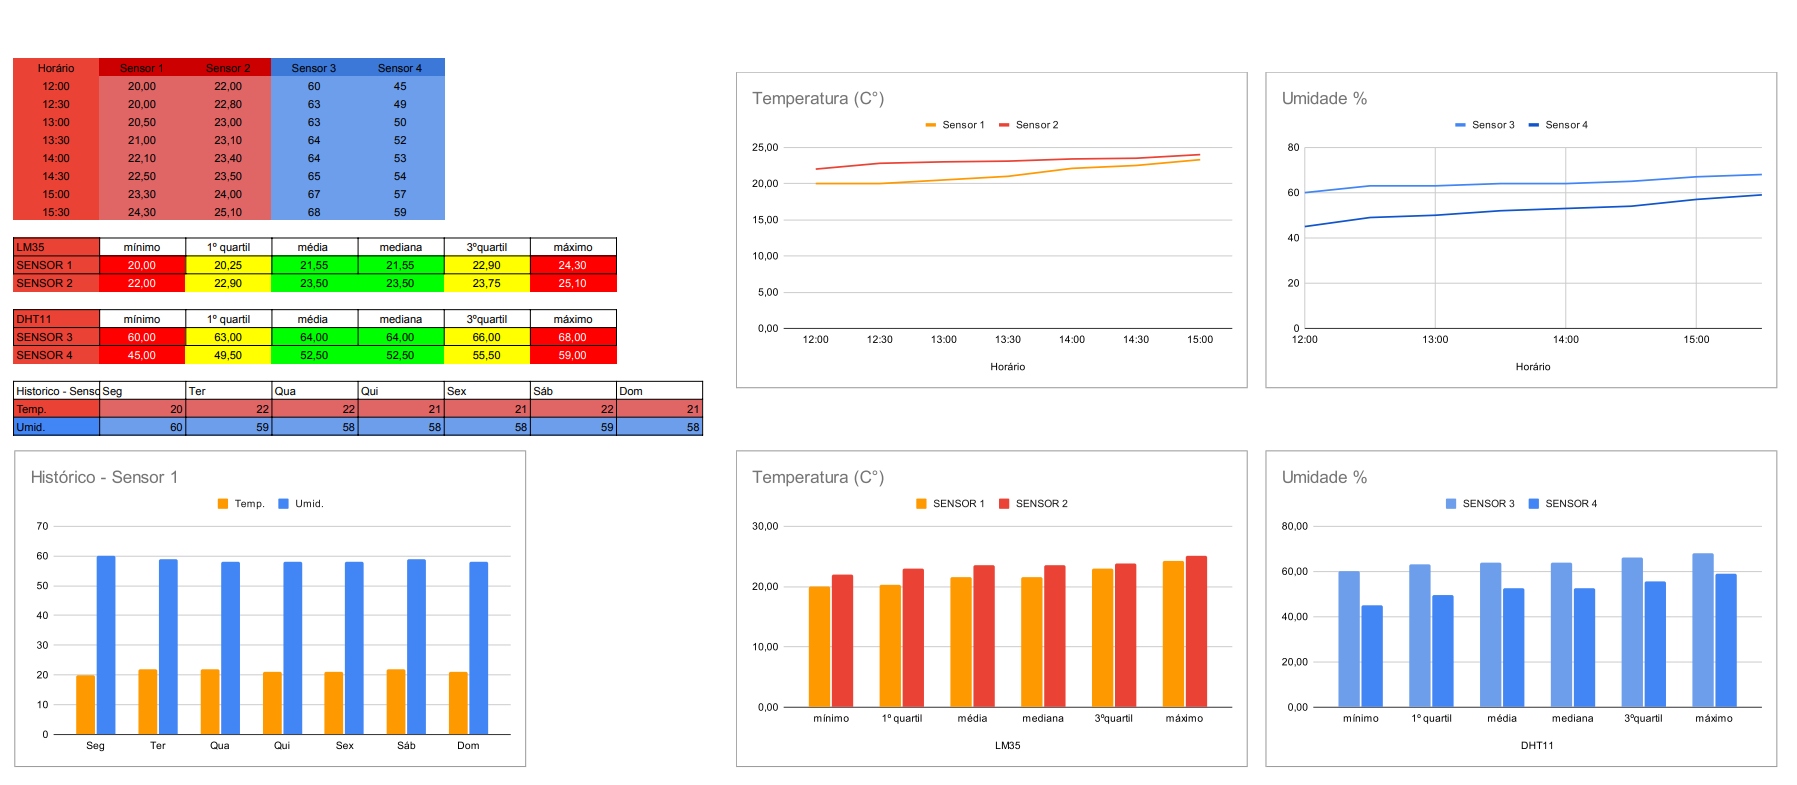 Horário Sensor 1 Sensor 2 Sensor 3 Sensor 4
12:00 20,00 22,00 60 45
12:30 20,00 22,80 63 49
13:00 20,50 23,00 63 50
13:30 21,00 23,10 64 52
14:00 22,10 23,40 64 53
14:30 22,50 23,50 65 54
15:00 23,30 24,00 67 57
15:30 24,30 25,10 68 59
LM35 mínimo 1º quartil média mediana 3ºquartil máximo
SENSOR 1 20,00 20,25 21,55 21,55 22,90 24,30
SENSOR 2 22,00 22,90 23,50 23,50 23,75 25,10
DHT11 mínimo 1º quartil média mediana 3ºquartil máximo
SENSOR 3 60,00 63,00 64,00 64,00 66,00 68,00
SENSOR 4 45,00 49,50 52,50 52,50 55,50 59,00
Historico - Senso Seg Ter Qua Qui Sex Sáb Dom
Temp. 20 22 22 21 21 22 21
Umid. 60 59 58 58 58 59 58
Temperatura (C°)
Sensor 1 Sensor 2
25,00
20,00
15,00
10,00
5,00
0,00
12:00 12:30 13:00 13:30 14:00 14:30 15:00
Horário
Umidade %
Sensor 3 Sensor 4
80
60
40
20
0
12:00 13:00 14:00 15:00
Horário
Histórico - Sensor 1
Temp. Umid.
70
60
50
40
30
20
10
0
Seg Ter Qua Qui Sex Sáb Dom
Temperatura (C°)
SENSOR 1 SENSOR 2
30,00
20,00
10,00
0,00
mínimo 1º quartil média mediana 3ºquartil máximo
LM35
Umidade %
SENSOR 3 SENSOR 4
80,00
60,00
40,00
20,00
0,00
mínimo 1º quartil média mediana 3ºquartil máximo
DHT11